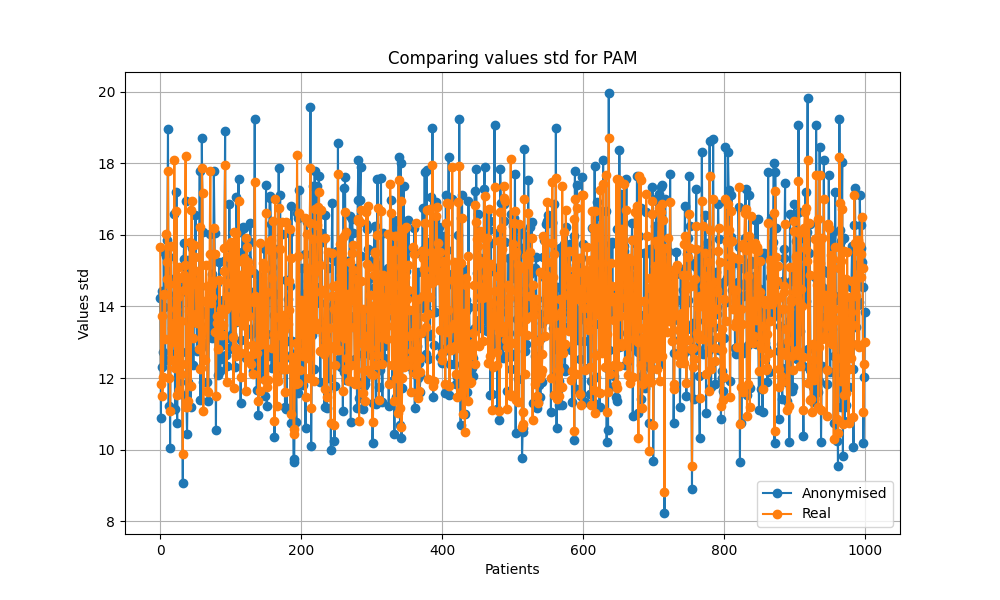 Comparing values std for PAM
Values std
20
18
16
14
12
10
8
0
200
400
600
800
1000
Patients
Anonymised
Real